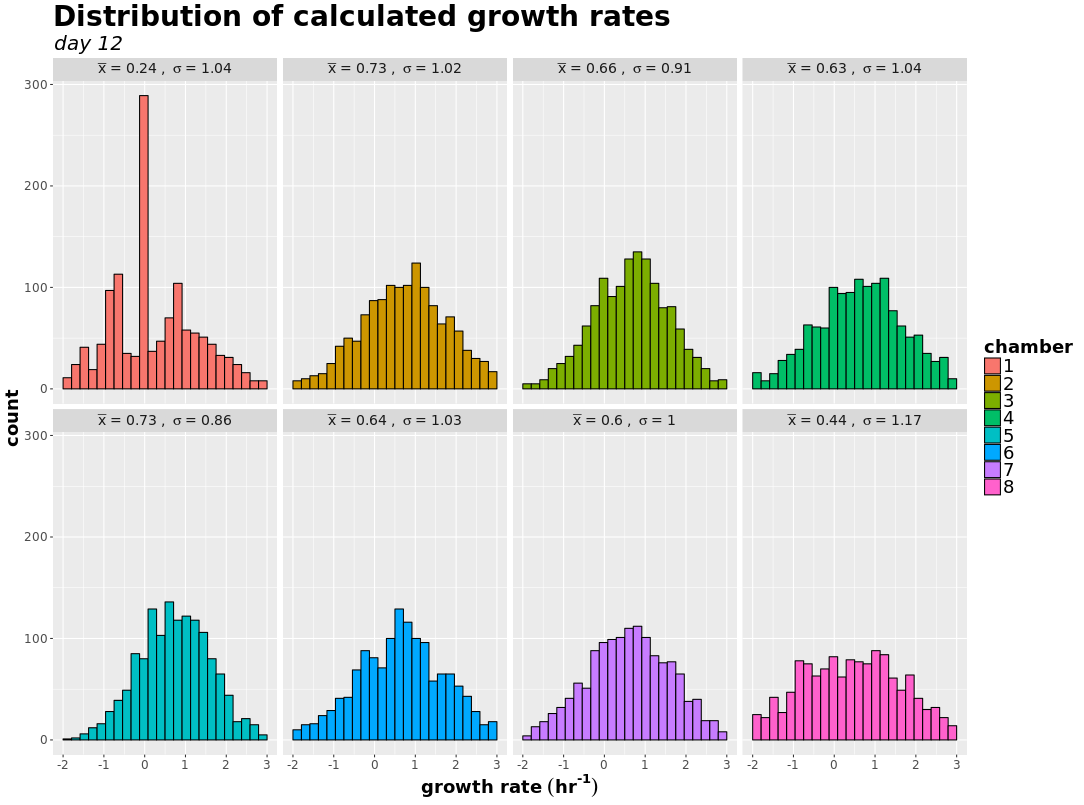 Distribution of calculated growth rates
day 12
x̅ = 0.24 , σ = 1.04
x̅ = 0.73 , σ = 1.02
x̅ = 0.66 , σ = 0.91
x̅ = 0.63 , σ = 1.04
300
200
100
0
x̅ = 0.73 , σ = 0.86
x̅ = 0.64 , σ = 1.03
x̅ = 0.6 , σ = 1
x̅ = 0.44 , σ = 1.17
300
200
100
0
-2 -1 0 1 2 3
-2 -1 0 1 2 3
-2 -1 0 1 2 3
-2 -1 0 1 2 3
count
growth rate (hr⁻¹)
chamber
1
2
3
4
5
6
7
8